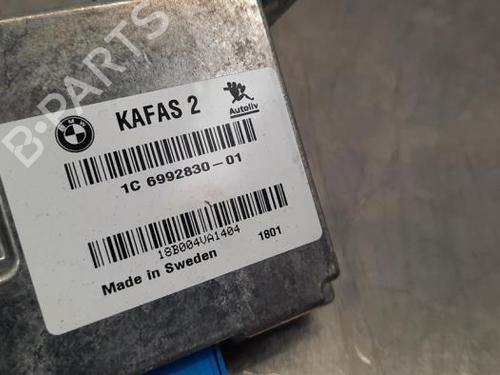 B-PARTS
KAFAS 2
Autoliv
1C 6992830-01
18B004VA1404
1801
Made in Sweden